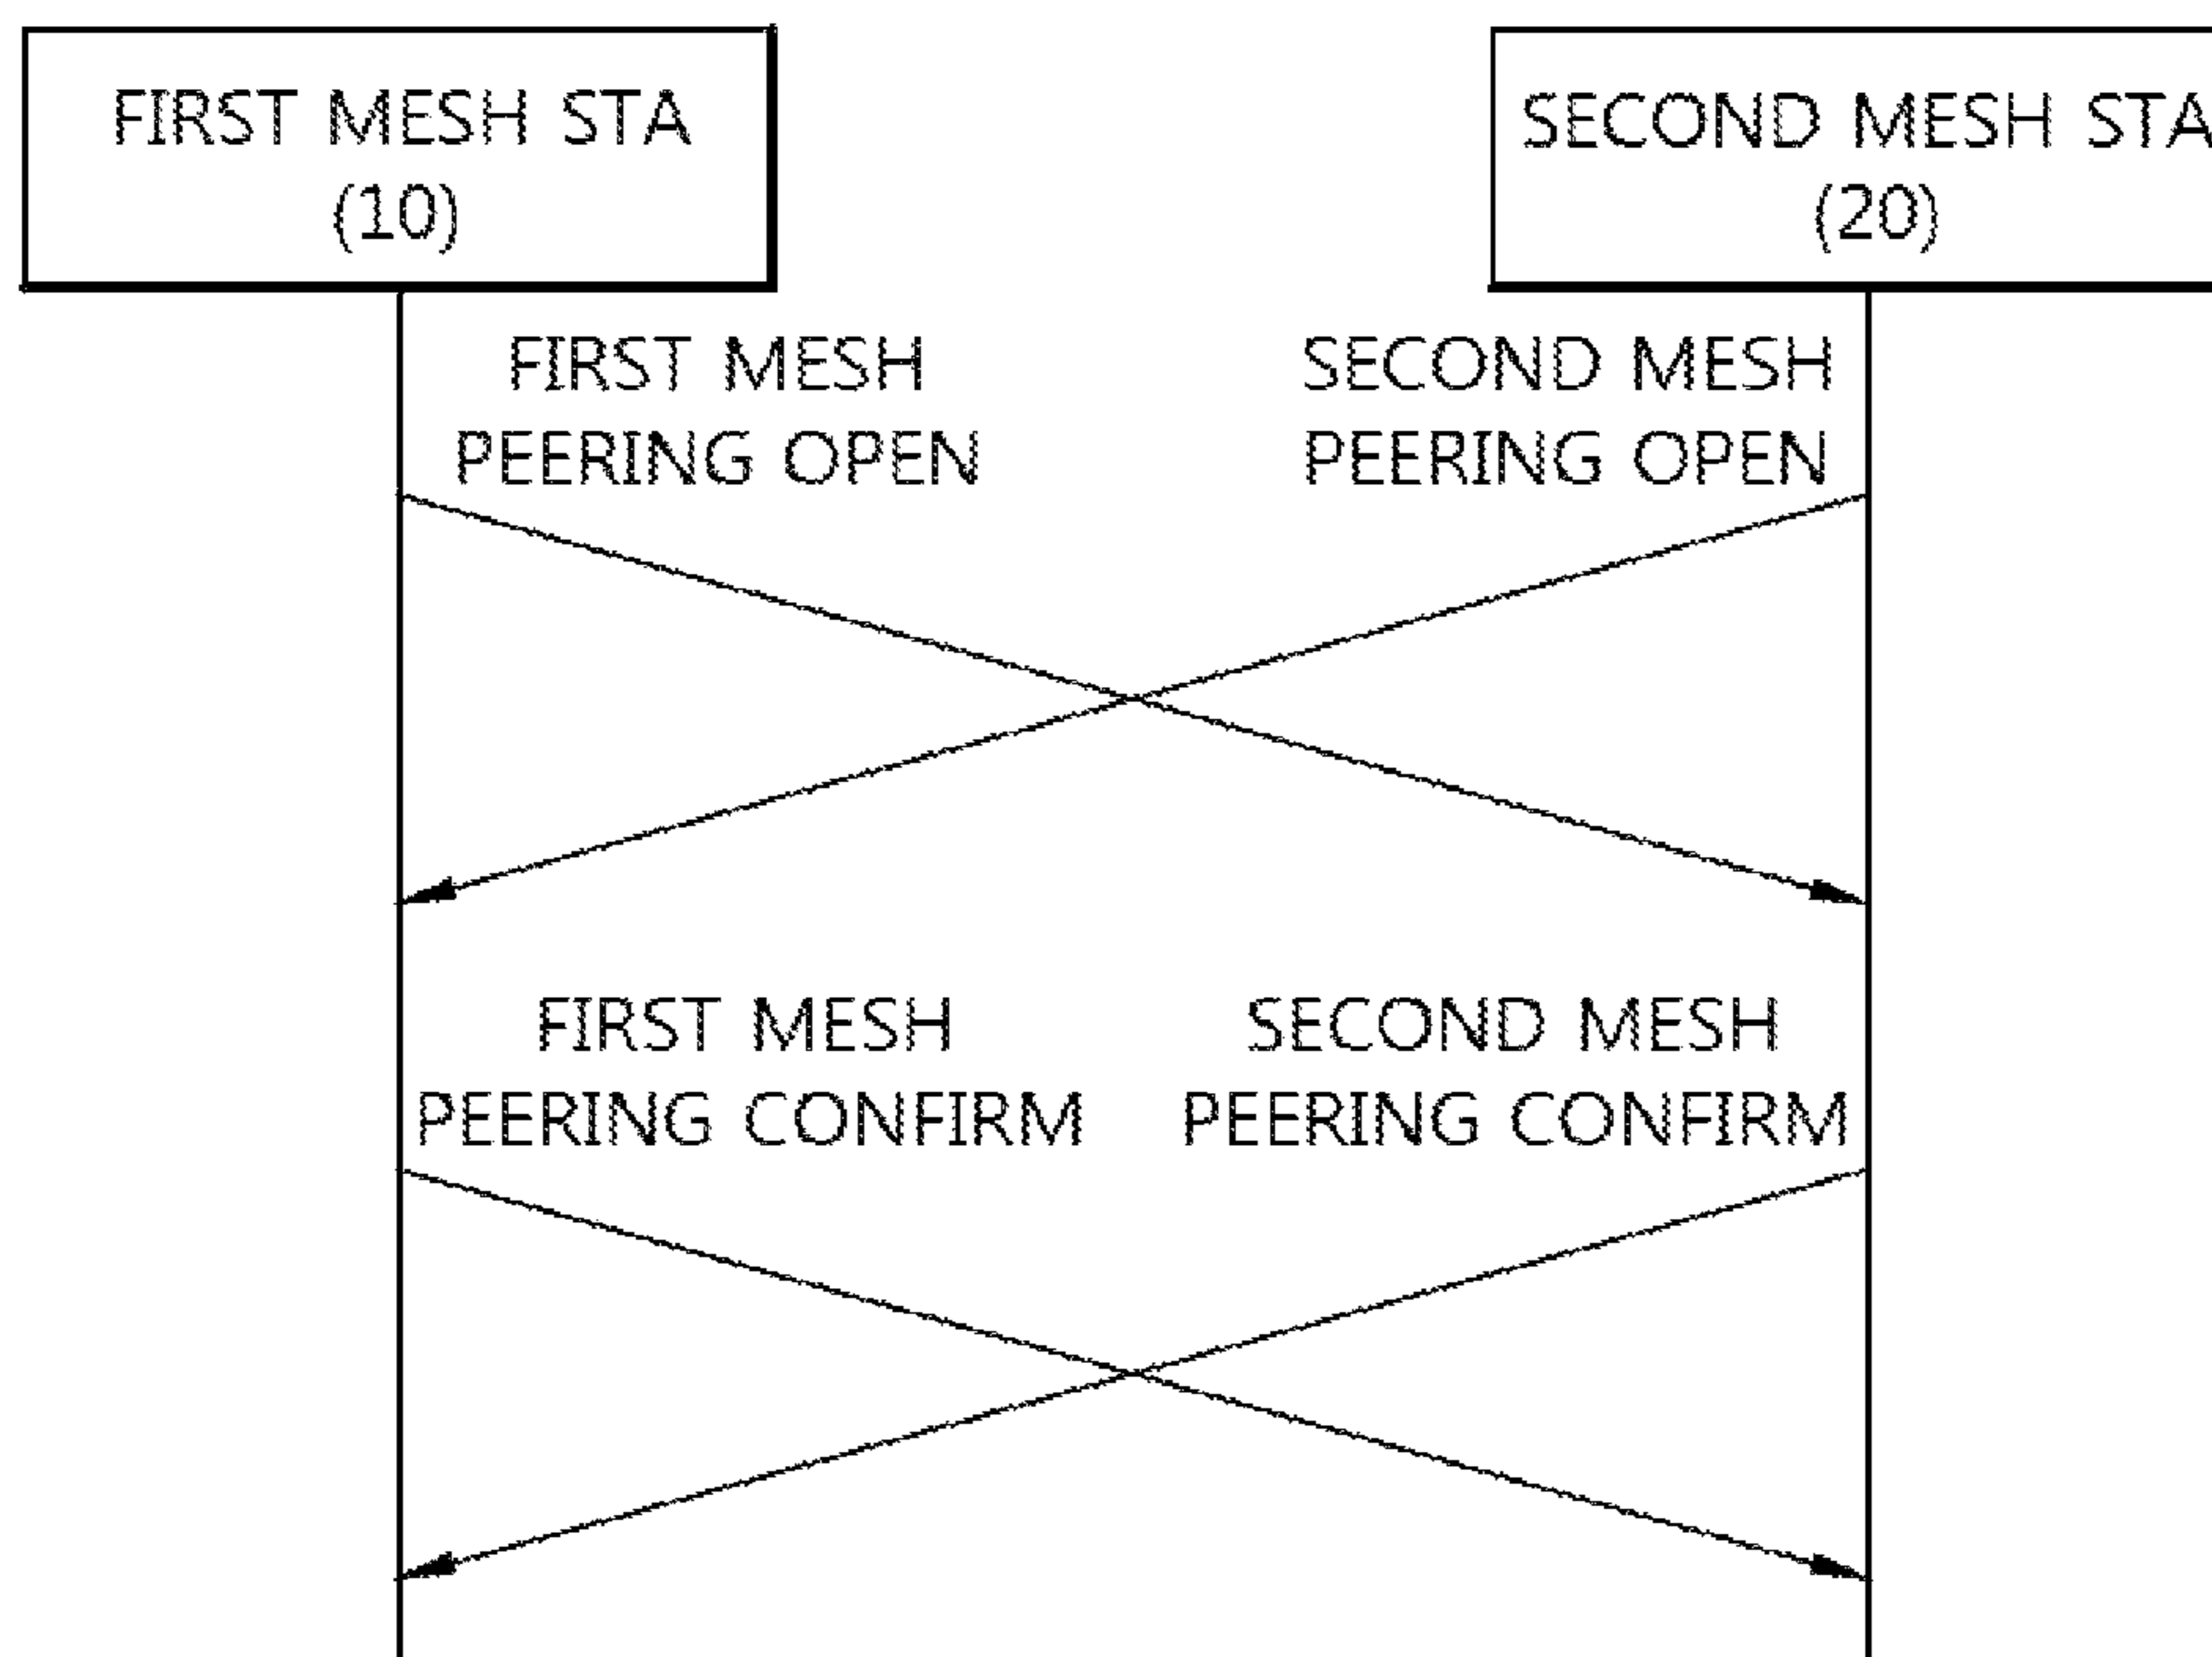 FIRST MESH STA
(10)
SECOND MESH STA
(20)
FIRST MESH
PEERING OPEN
SECOND MESH
PEERING OPEN
FIRST MESH
PEERING CONFIRM
SECOND MESH
PEERING CONFIRM